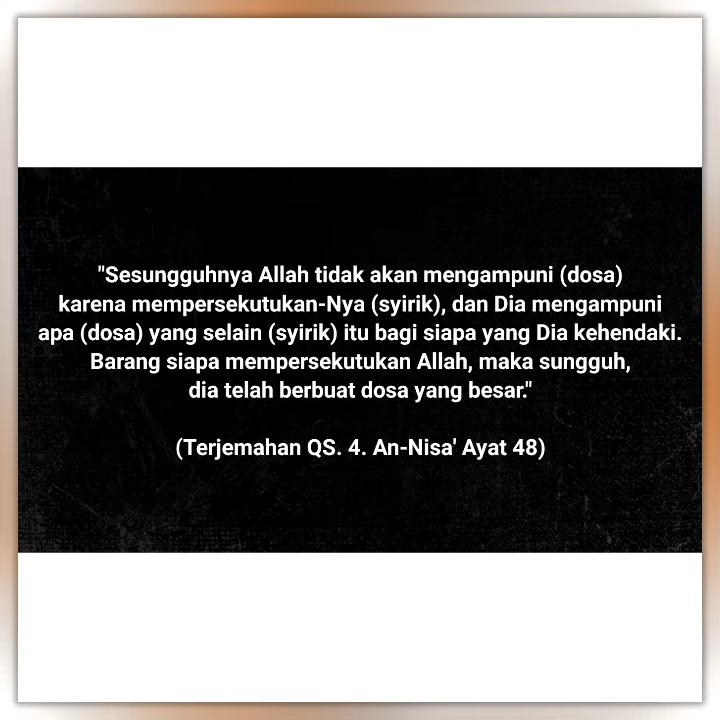 "Sesungguhnya Allah tidak akan mengampuni (dosa)
karena mempersekutukan-Nya (syirik), dan Dia mengampuni
apa (dosa) yang selain (syirik) itu bagi siapa yang Dia kehendaki.
Barang siapa mempersekutukan Allah, maka sungguh,
dia telah berbuat dosa yang besar."
(Terjemahan QS. 4. An-Nisa' Ayat 48)